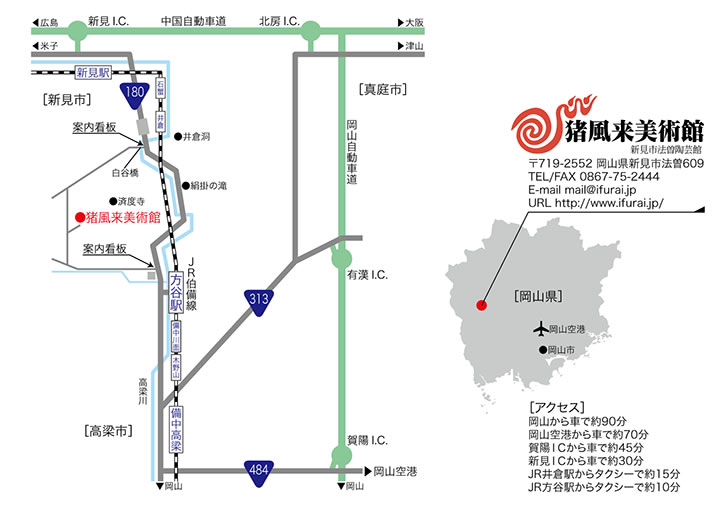 広島
新見 I.C.
中国自動車道
北房 I.C.
大阪
米子
津山
新見駅
石蟹
[新見市]
180
[真庭市]
井倉
案内看板
井倉洞
岡山自動車道
白谷橋
絹掛の滝
済度寺
猪風来美術館
案内看板
JR伯備線
方谷駅
有漢 I.C.
313
備中川面
木野山
高梁川
備中高梁
[高梁市]
賀陽 I.C.
484
岡山空港
岡山
岡山
猪風来美術館
新見市法曽陶芸館
〒719-2552 岡山県新見市法曽609
TEL/FAX 0867-75-2444
E-mail mail@ifurai.jp
URL http://www.ifurai.jp/
[岡山県]
岡山空港
岡山市
[アクセス]
岡山から車で約90分
岡山空港から車で約70分
賀陽ICから車で約45分
新見ICから車で約30分
JR井倉駅からタクシーで約15分
JR方谷駅からタクシーで約10分